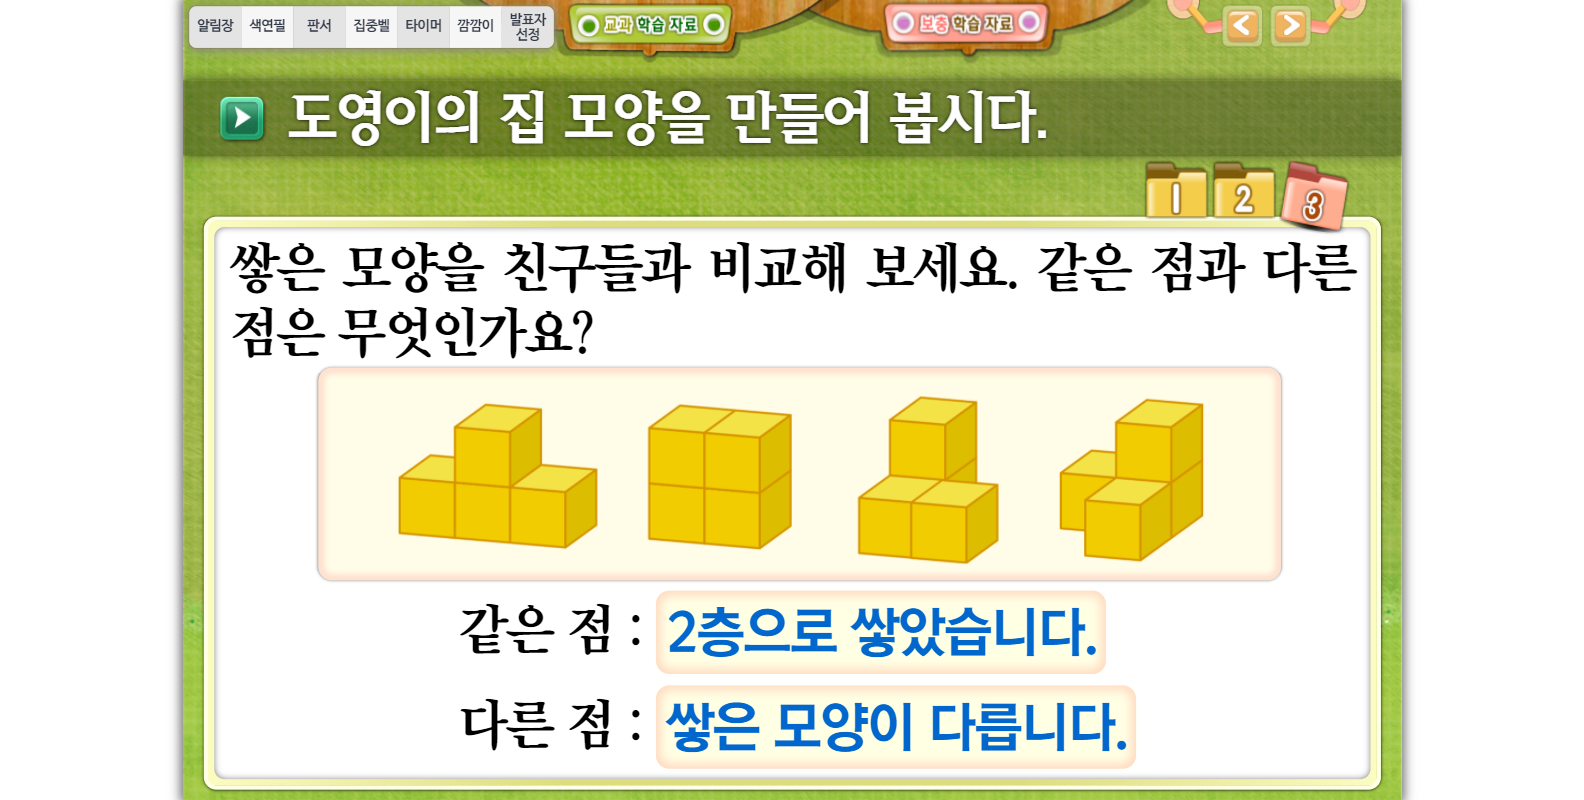 알림장 색연필 판서 집중벨 타이머 깜깜이 발표자
선정
교과 학습 자료
보충 학습 자료
도영이의 집 모양을 만들어 봅시다.
1 2 3
쌓은 모양을 친구들과 비교해 보세요. 같은 점과 다른
점은 무엇인가요?
같은 점 : 2층으로 쌓았습니다.
다른 점 : 쌓은 모양이 다릅니다.